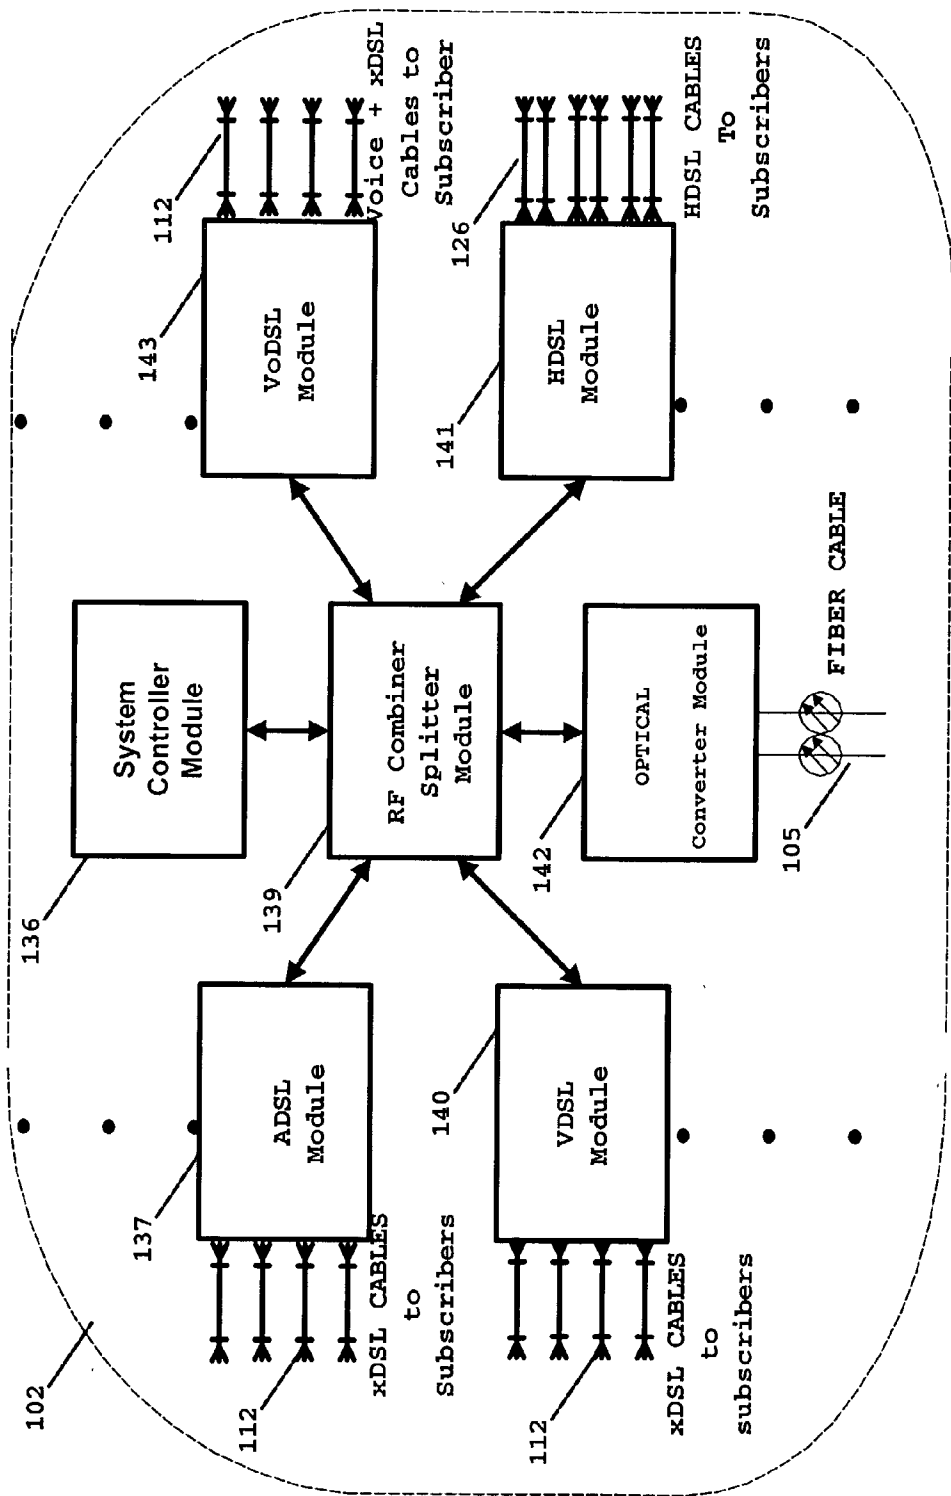 102
136
System
Controller
Module
137
ADSL
Module
112
xDSL CABLES
to
Subscribers
139
RF Combiner
Splitter
Module
143
VoDSL
Module
112
Voice + xDSL
Cables to
Subscriber
140
VDSL
Module
112
xDSL CABLES
to
subscribers
142
OPTICAL
Converter Module
105
FIBER CABLE
141
HDSL
Module
126
HDSL CABLES
To
Subscribers